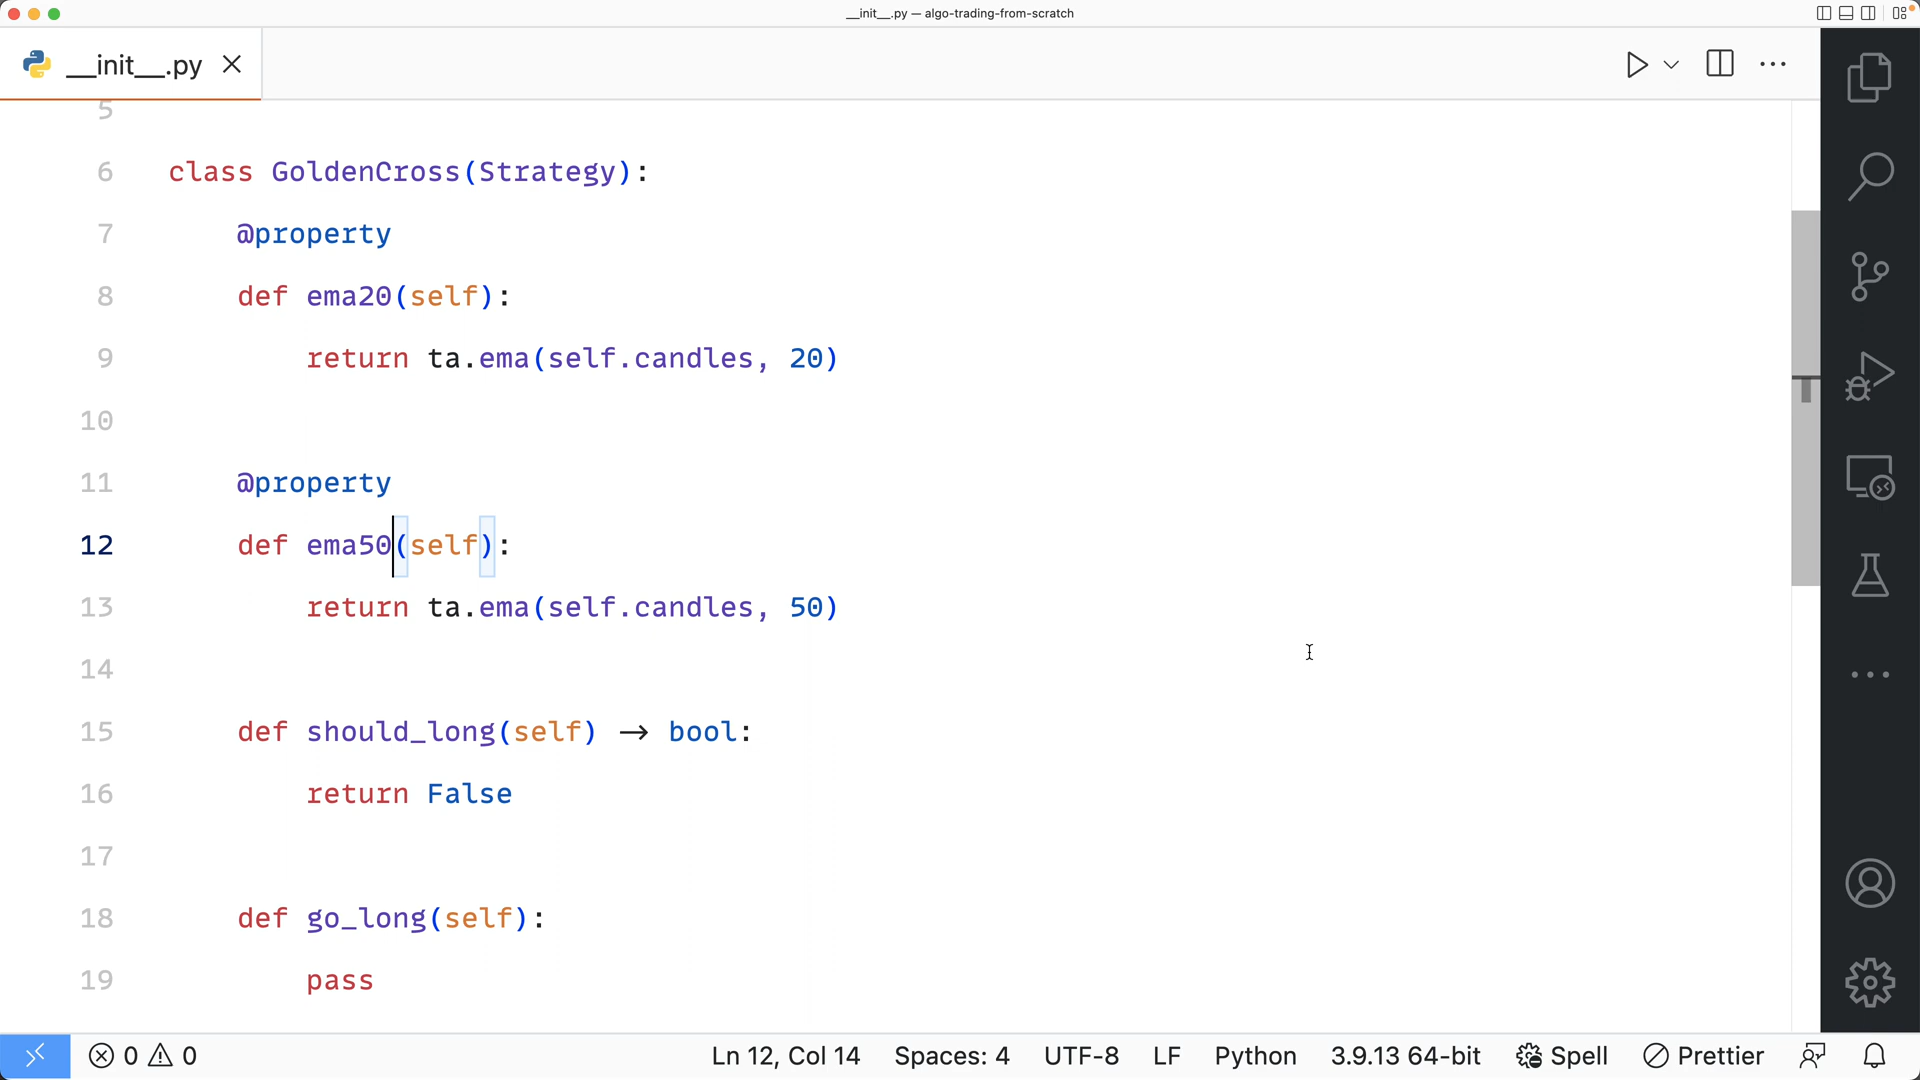 __init__.py — algo-trading-from-scratch
__init__.py
5
6 class GoldenCross(Strategy):
7 @property
8 def ema20(self):
9 return ta.ema(self.candles, 20)
10
11 @property
12 def ema50(self):
13 return ta.ema(self.candles, 50)
14
15 def should_long(self) → bool:
16 return False
17
18 def go_long(self):
19 pass
0 0 Ln 12, Col 14 Spaces: 4 UTF-8 LF Python 3.9.13 64-bit Spell Prettier